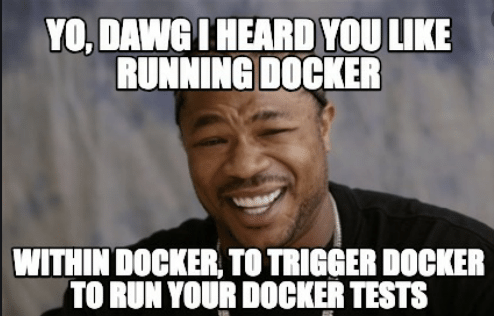 YO, DAWG I HEARD YOU LIKE
RUNNING DOCKER
WITHIN DOCKER, TO TRIGGER DOCKER
TO RUN YOUR DOCKER TESTS